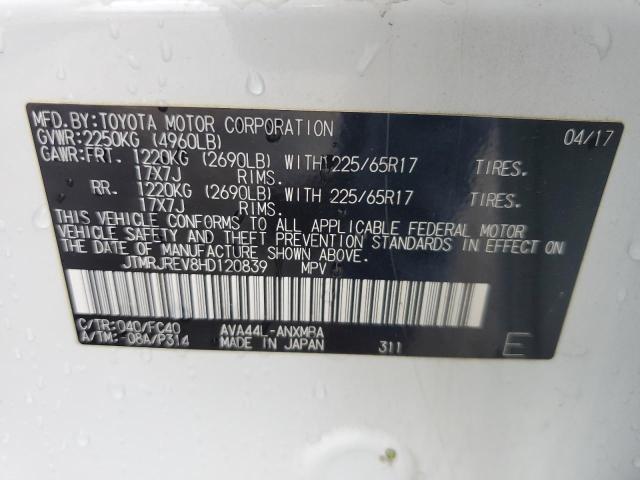 MFD.BY:TOYOTA MOTOR CORPORATION 04/17
GVWR:2250KG (4960LB)
GAWR:FRT. 1220KG (2690LB) WITH 225/65R17 TIRES.
17X7J RIMS.
RR. 1220KG (2690LB) WITH 225/65R17 TIRES.
17X7J RIMS.
THIS VEHICLE CONFORMS TO ALL APPLICABLE FEDERAL MOTOR
VEHICLE SAFETY AND THEFT PREVENTION STANDARDS IN EFFECT ON
THE DATE OF MANUFACTURE SHOWN ABOVE.
JTMRJREV8HD120839 MPV
C/TR:040/FC40 AVA44L-ANXMBA
A/TM:-08A/P314 MADE IN JAPAN 311 E